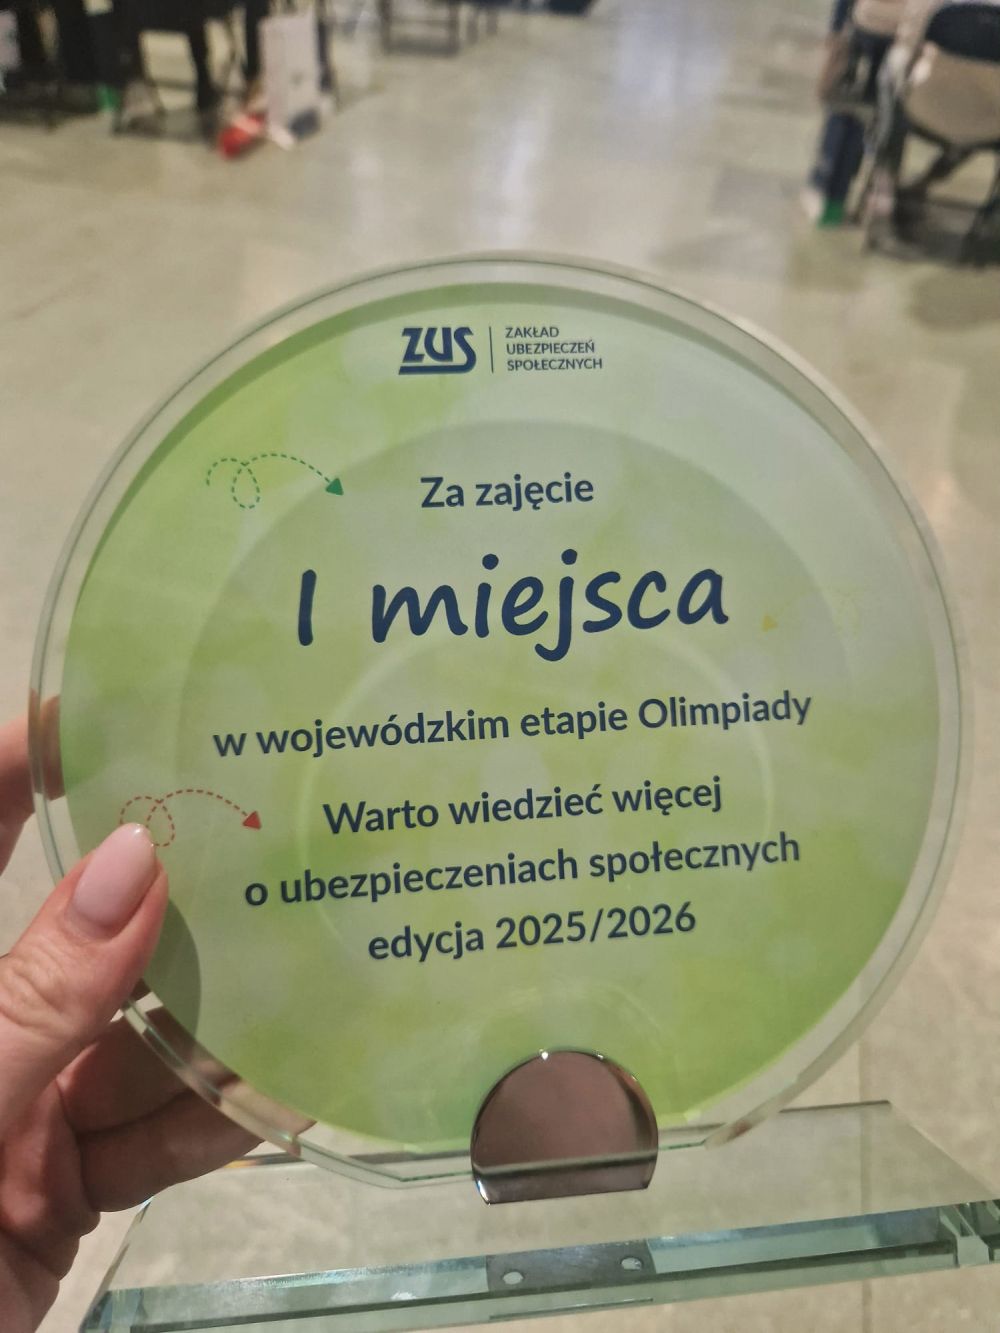 ZUS
ZAKŁAD
UBEZPIECZEŃ
SPOŁECZNYCH
Za zajęcie
I miejsca
w wojewódzkim etapie Olimpiady
Warto wiedzieć więcej
o ubezpieczeniach społecznych
edycja 2025/2026